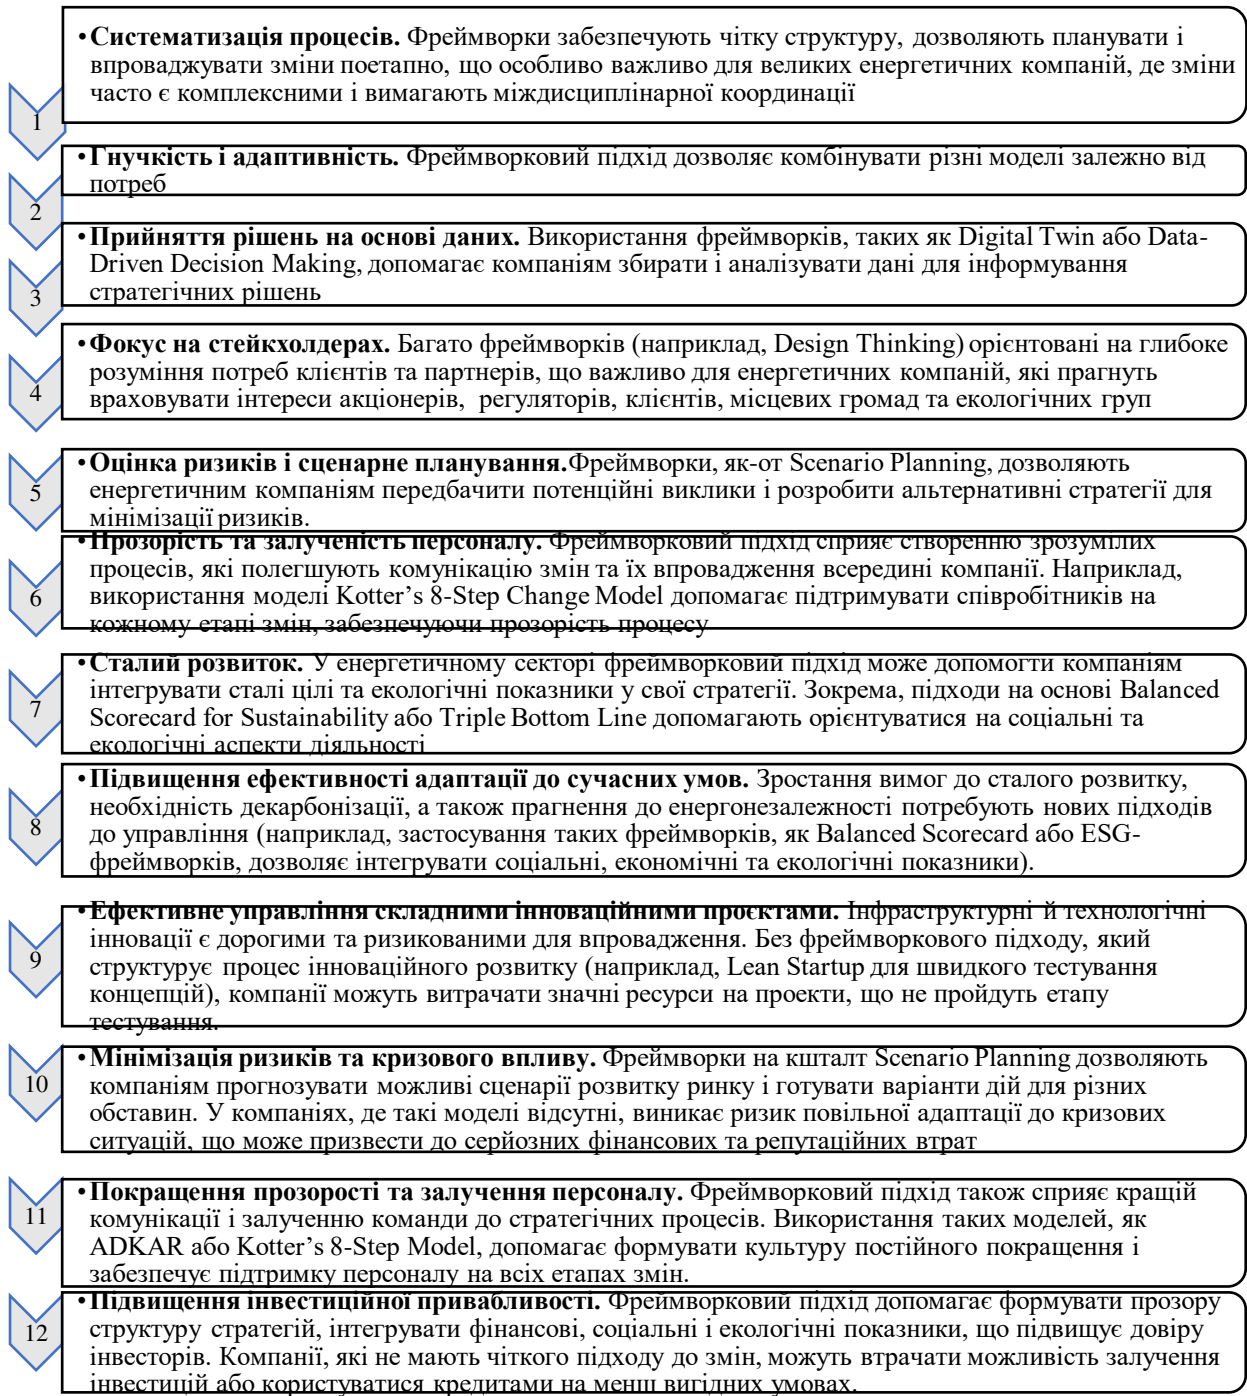 •Систематизація процесів. Фреймворки забезпечують чітку структуру, дозволяють планувати і
впроваджувати зміни поетапно, що особливо важливо для великих енергетичних компаній, де зміни
часто є комплексними і вимагають міждисциплінарної координації
1
•Гнучкість і адаптивність. Фреймворковий підхід дозволяє комбінувати різні моделі залежно від
потреб
2
•Прийняття рішень на основі даних. Використання фреймворків, таких як Digital Twin або Data-
Driven Decision Making, допомагає компаніям збирати і аналізувати дані для інформування
стратегічних рішень
3
•Фокус на стейкхолдерах. Багато фреймворків (наприклад, Design Thinking) орієнтовані на глибоке
розуміння потреб клієнтів та партнерів, що важливо для енергетичних компаній, які прагнуть
враховувати інтереси акціонерів, регуляторів, клієнтів, місцевих громад та екологічних груп
4
•Оцінка ризиків і сценарне планування.Фреймворки, як-от Scenario Planning, дозволяють
енергетичним компаніям передбачити потенційні виклики і розробити альтернативні стратегії для
мінімізації ризиків.
5
•Прозорість та залученість персоналу. Фреймворковий підхід сприяє створенню зрозумілих
процесів, які полегшують комунікацію змін та їх впровадження всередині компанії. Наприклад,
використання моделі Kotter’s 8-Step Change Model допомагає підтримувати співробітників на
кожному етапі змін, забезпечуючи прозорість процесу
6
•Сталий розвиток. У енергетичному секторі фреймворковий підхід може допомогти компаніям
інтегрувати сталі цілі та екологічні показники у свої стратегії. Зокрема, підходи на основі Balanced
Scorecard for Sustainability або Triple Bottom Line допомагають орієнтуватися на соціальні та
екологічні аспекти діяльності
7
•Підвищення ефективності адаптації до сучасних умов. Зростання вимог до сталого розвитку,
необхідність декарбонізації, а також прагнення до енергонезалежності потребують нових підходів
до управління (наприклад, застосування таких фреймворків, як Balanced Scorecard або ESG-
фреймворків, дозволяє інтегрувати соціальні, економічні та екологічні показники).
8
•Ефективне управління складними інноваційними проєктами. Інфраструктурні й технологічні
інновації є дорогими та ризикованими для впровадження. Без фреймворкового підходу, який
структурує процес інноваційного розвитку (наприклад, Lean Startup для швидкого тестування
концепцій), компанії можуть витрачати значні ресурси на проекти, що не пройдуть етапу
тестування.
9
•Мінімізація ризиків та кризового впливу. Фреймворки на кшталт Scenario Planning дозволяють
компаніям прогнозувати можливі сценарії розвитку ринку і готувати варіанти дій для різних
обставин. У компаніях, де такі моделі відсутні, виникає ризик повільної адаптації до кризових
ситуацій, що може призвести до серйозних фінансових та репутаційних втрат
10
•Покращення прозорості та залучення персоналу. Фреймворковий підхід також сприяє кращій
комунікації і залученню команди до стратегічних процесів. Використання таких моделей, як
ADKAR або Kotter’s 8-Step Model, допомагає формувати культуру постійного покращення і
забезпечує підтримку персоналу на всіх етапах змін.
11
•Підвищення інвестиційної привабливості. Фреймворковий підхід допомагає формувати прозору
структуру стратегій, інтегрувати фінансові, соціальні і екологічні показники, що підвищує довіру
інвесторів. Компанії, які не мають чіткого підходу до змін, можуть втрачати можливість залучення
інвестицій або користуватися кредитами на менш вигідних умовах.
12